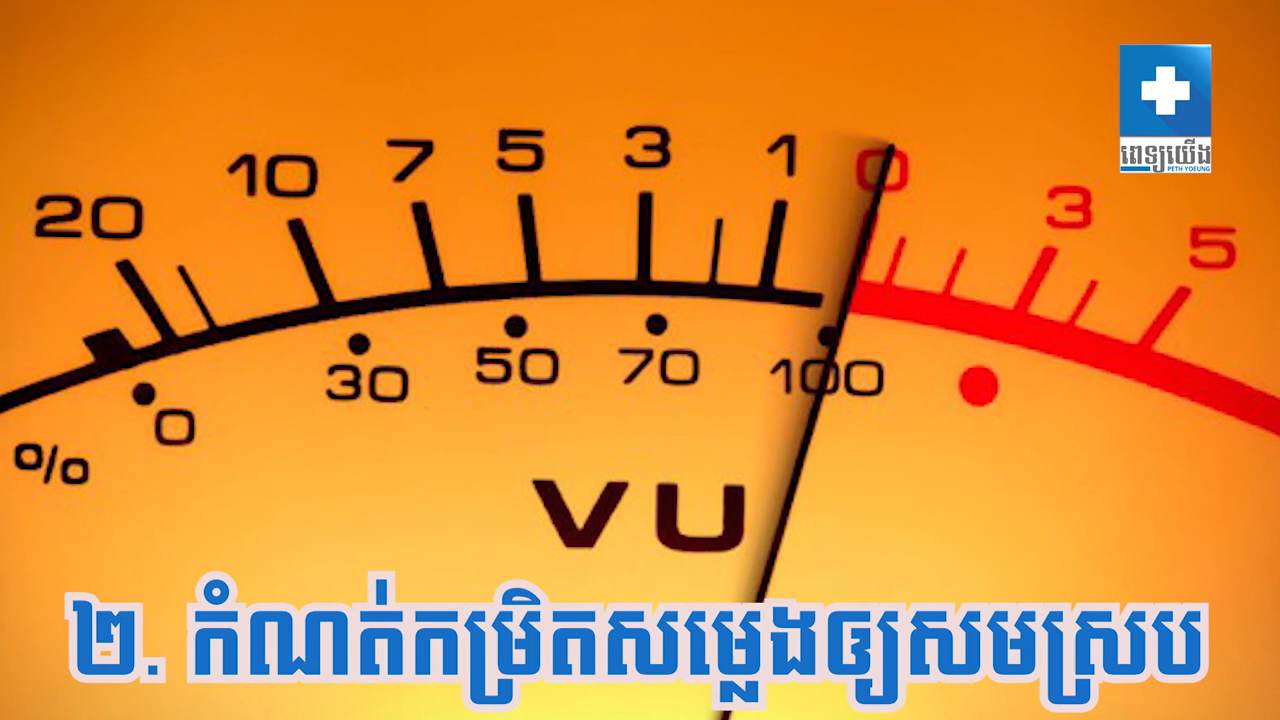 ពេទ្យយើង
PETH YOEUNG
20 10 7 5 3 1 0 3 5
0 30 50 70 100
%
VU
២. កំណត់កម្រិតសម្លេងឲ្យសមស្រប